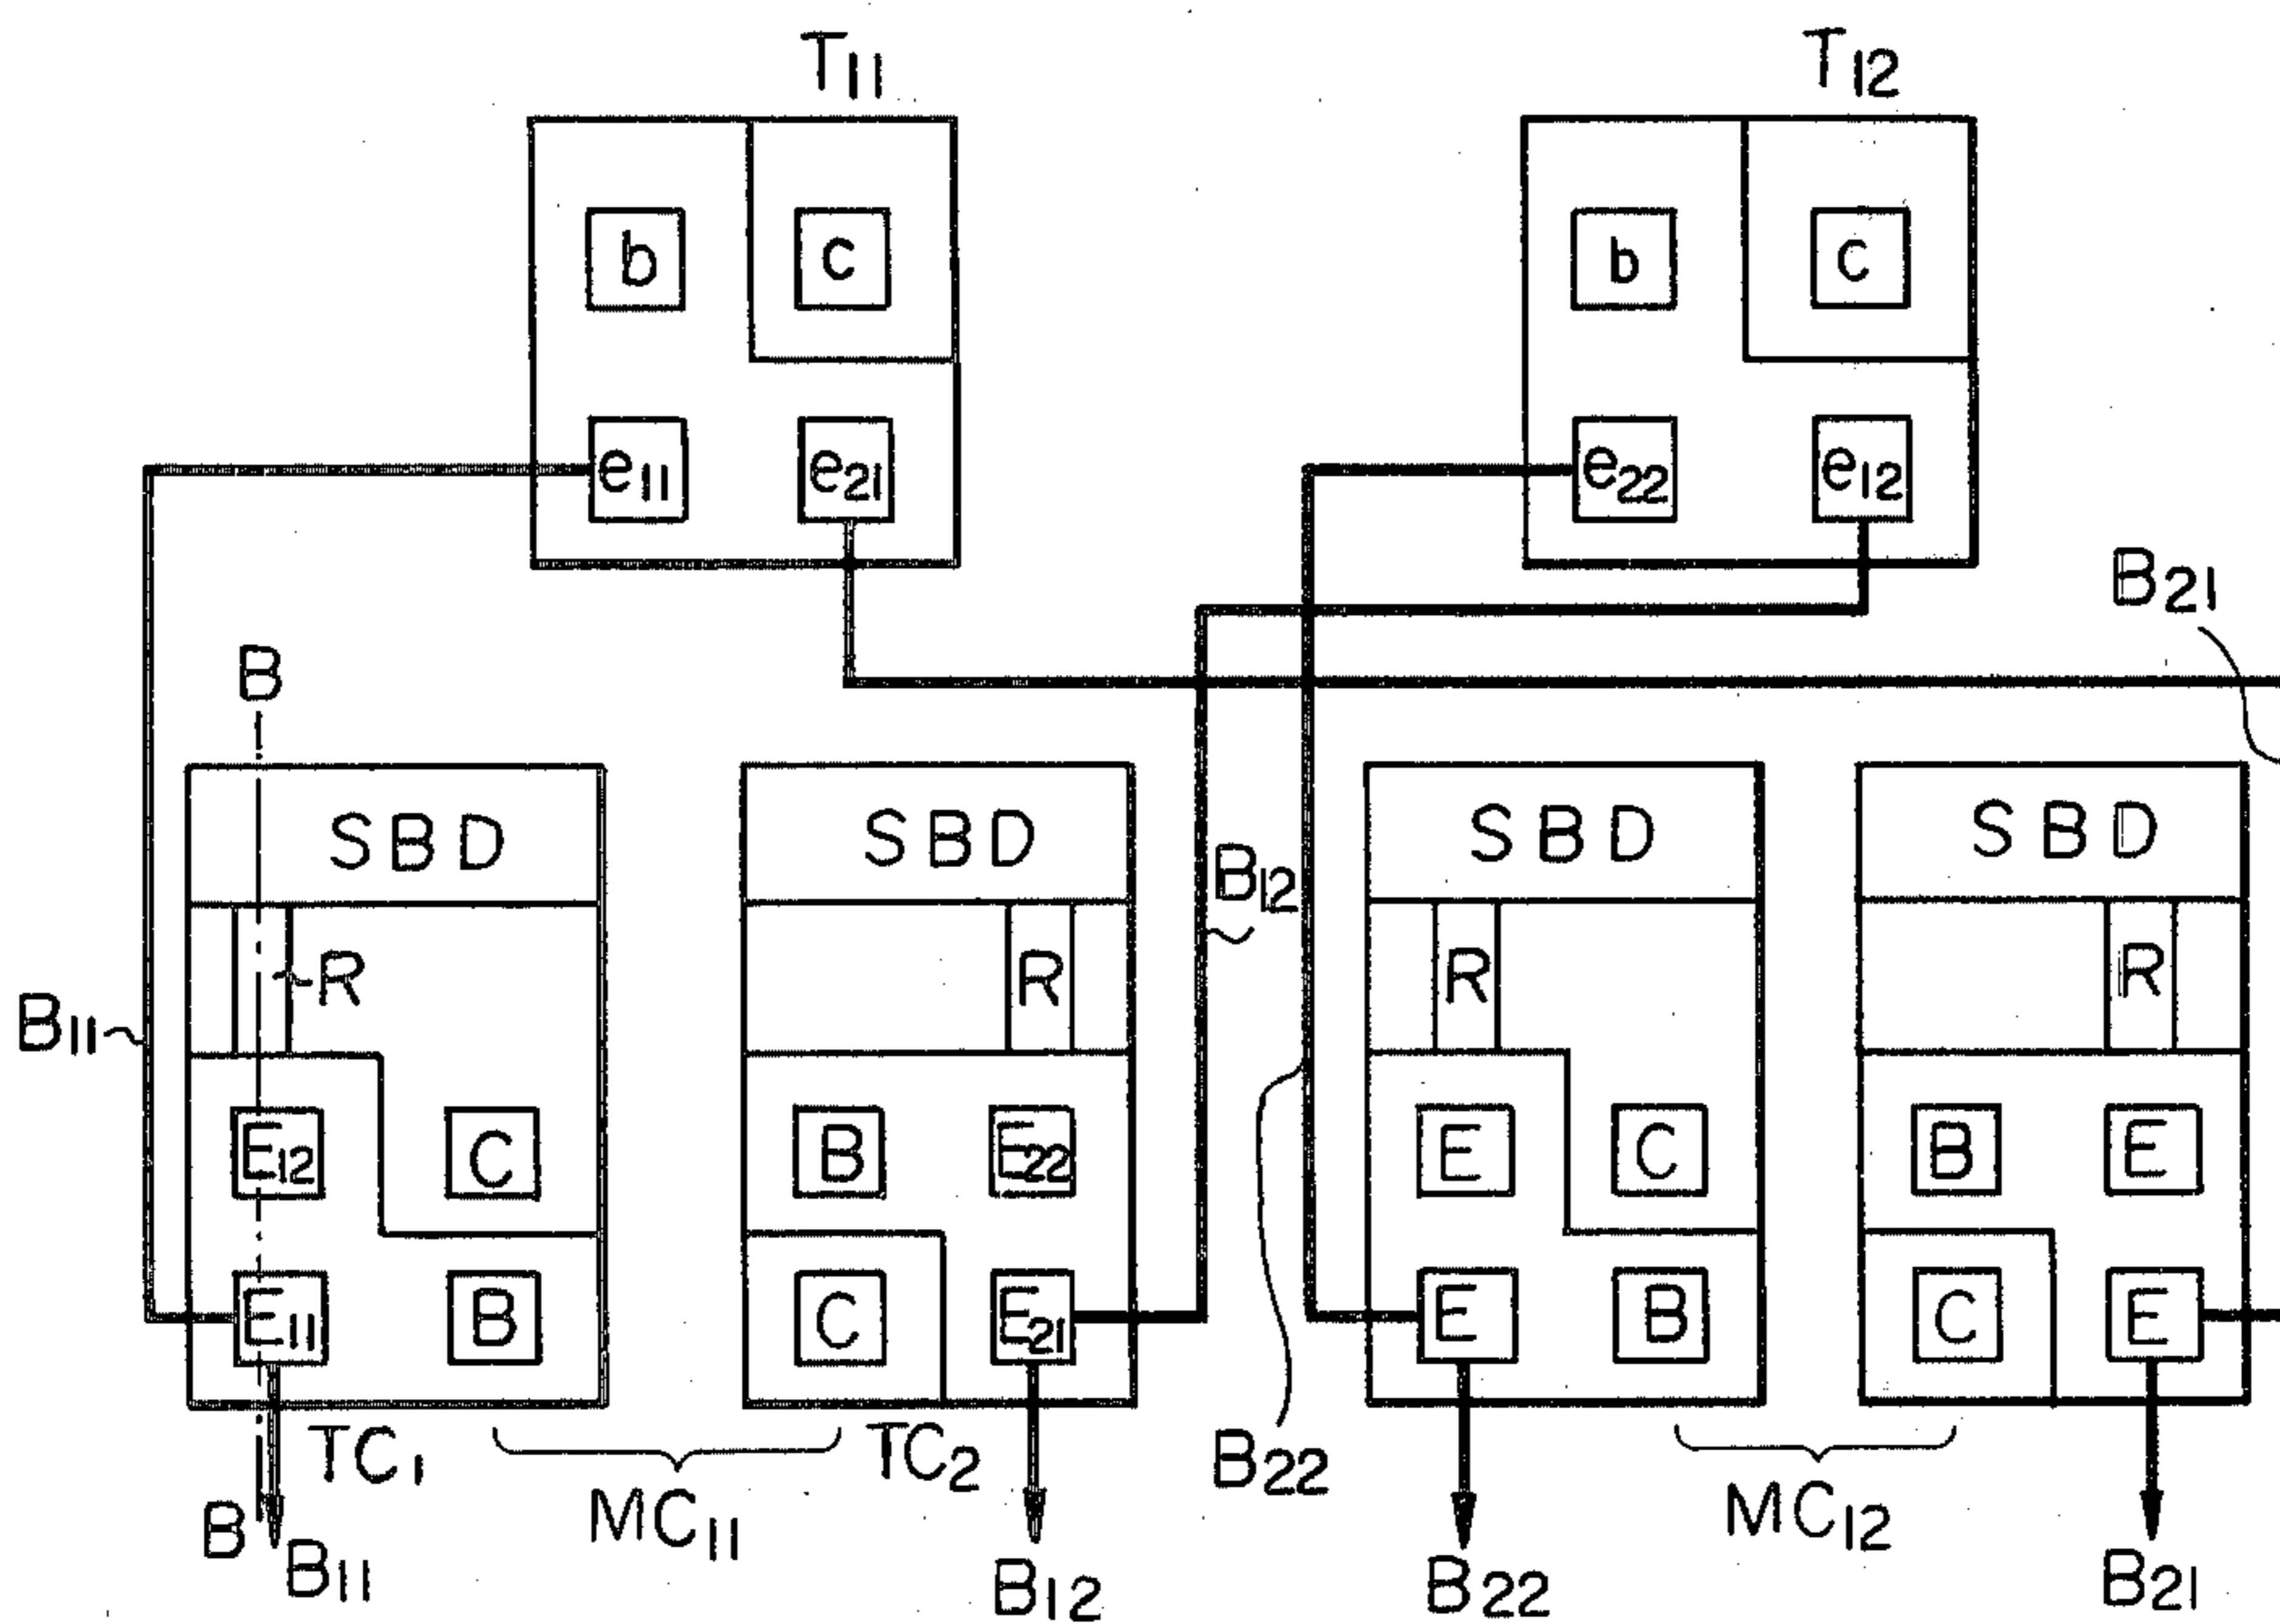 T11 T12
b c b c
e11 e21 e22 e12
B21
B
SBD SBD SBD SBD
B12
R R R R
B11
E12 C B E22 E C B E
E11 B C E21 E B C E
TC1 TC2 B22
MC11 MC12
B B11 B12 B22 B21